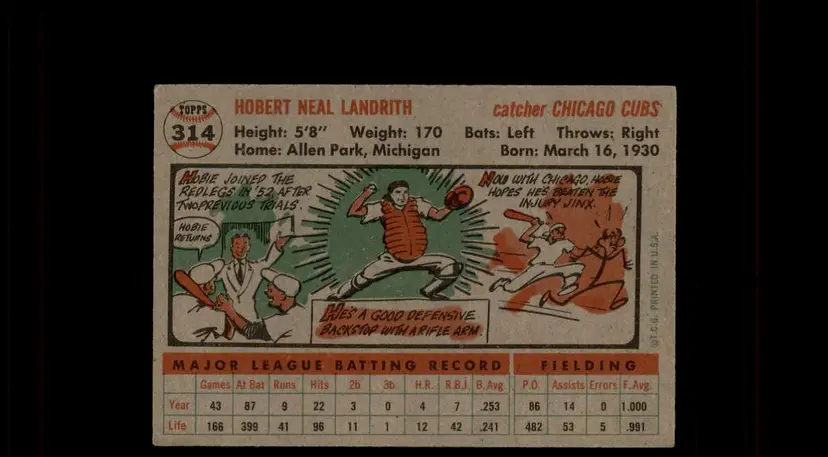 TOPPS
314
HOBERT NEAL LANDRITH
catcher CHICAGO CUBS
Height: 5'8" Weight: 170 Bats: Left Throws: Right
Home: Allen Park, Michigan Born: March 16, 1930
HOBIE JOINED THE
REDLEGS IN '52 AFTER
TWO PREVIOUS TRIALS.
HOBIE
RETURNS
HE'S A GOOD DEFENSIVE
BACKSTOP WITH A RIFLE ARM
NOW WITH CHICAGO, HOBIE
HOPES HE'S BEATEN THE
INJURY JINX.
©T.C.G. PRINTED IN U.S.A.
MAJOR LEAGUE BATTING RECORD FIELDING
Games At Bat Runs Hits 2b 3b H.R. R.B.I. B.Avg. P.O. Assists Errors F.Avg.
Year 43 87 9 22 3 0 4 7 .253 86 14 0 1.000
Life 166 399 41 96 11 1 12 42 .241 482 53 5 .991